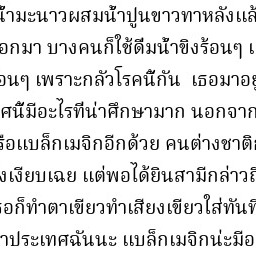 น้ำมะนาวผสมน้ำปูนขาวทาหลังแล้
อกมา บางคนก็ใช้ดื่มน้ำขิงร้อนๆ
อนๆ เพราะกลัวโรคนี้กัน เธอมาอยู่
ศนี้มีอะไรที่น่าศึกษามาก นอกจาก
รือแบล็กเมจิกอีกด้วย คนต่างชาติ
งเงียบเฉย แต่พอได้ยินสามีกล่าวถึ
อก็ทำตาเขียวทำเสียงเขียวใส่ทันที
าประเทศฉันนะ แบล็กเมจิกน่ะมีอ